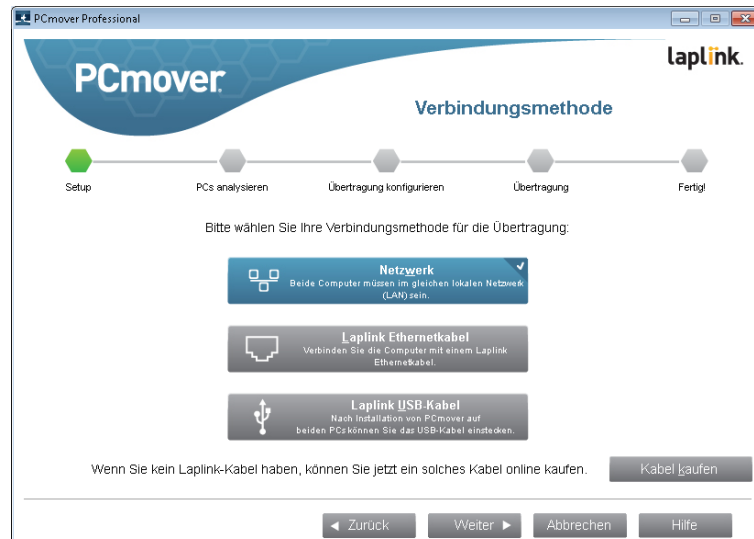 PCmover Professional
laplink.
PCmover.
Verbindungsmethode
Setup
PCs analysieren
Übertragung konfigurieren
Übertragung
Fertig!
Bitte wählen Sie Ihre Verbindungsmethode für die Übertragung:
Netzwerk
Beide Computer müssen im gleichen lokalen Netzwerk
(LAN) sein.
Laplink Ethernetkabel
Verbinden Sie die Computer mit einem Laplink
Ethernetkabel.
Laplink USB-Kabel
Nach Installation von PCmover auf
beiden PCs können Sie das USB-Kabel einstecken.
Wenn Sie kein Laplink-Kabel haben, können Sie jetzt ein solches Kabel online kaufen.
Kabel kaufen
Zurück
Weiter
Abbrechen
Hilfe